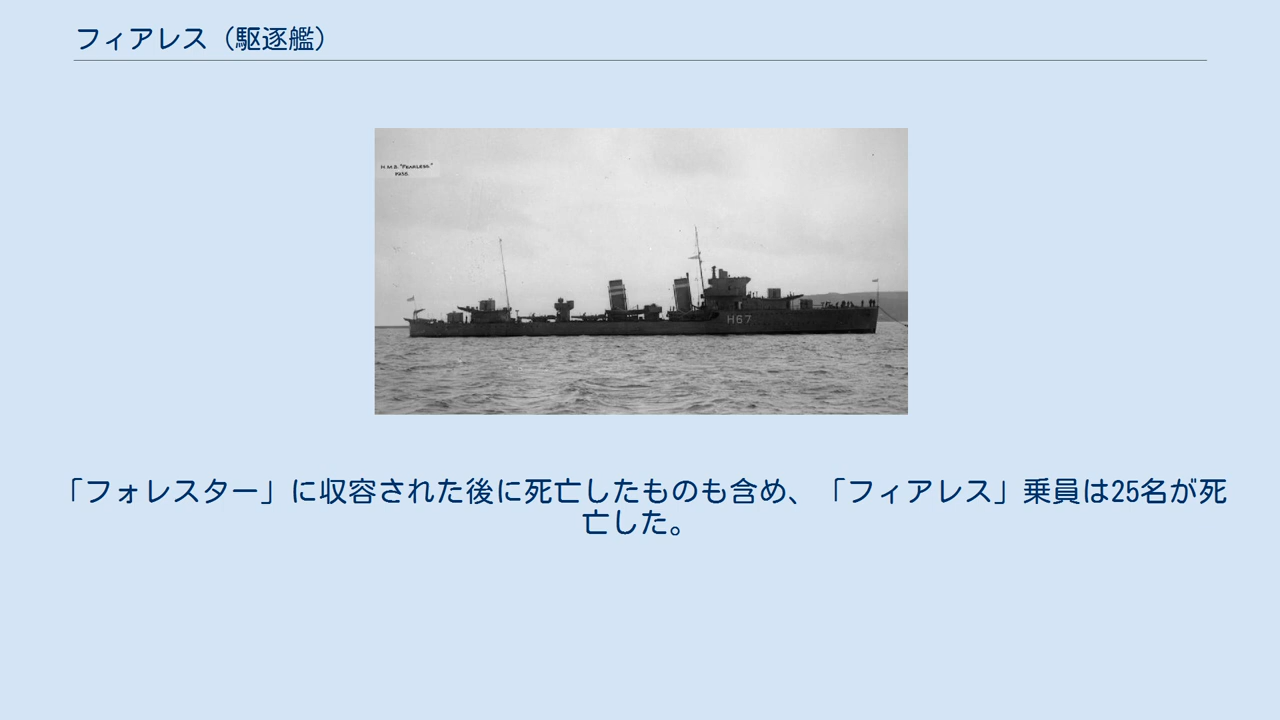 フィアレス（駆逐艦）
H.M.S. "FEARLESS"
H67
「フォレスター」に収容された後に死亡したものも含め、「フィアレス」乗員は25名が死
亡した。